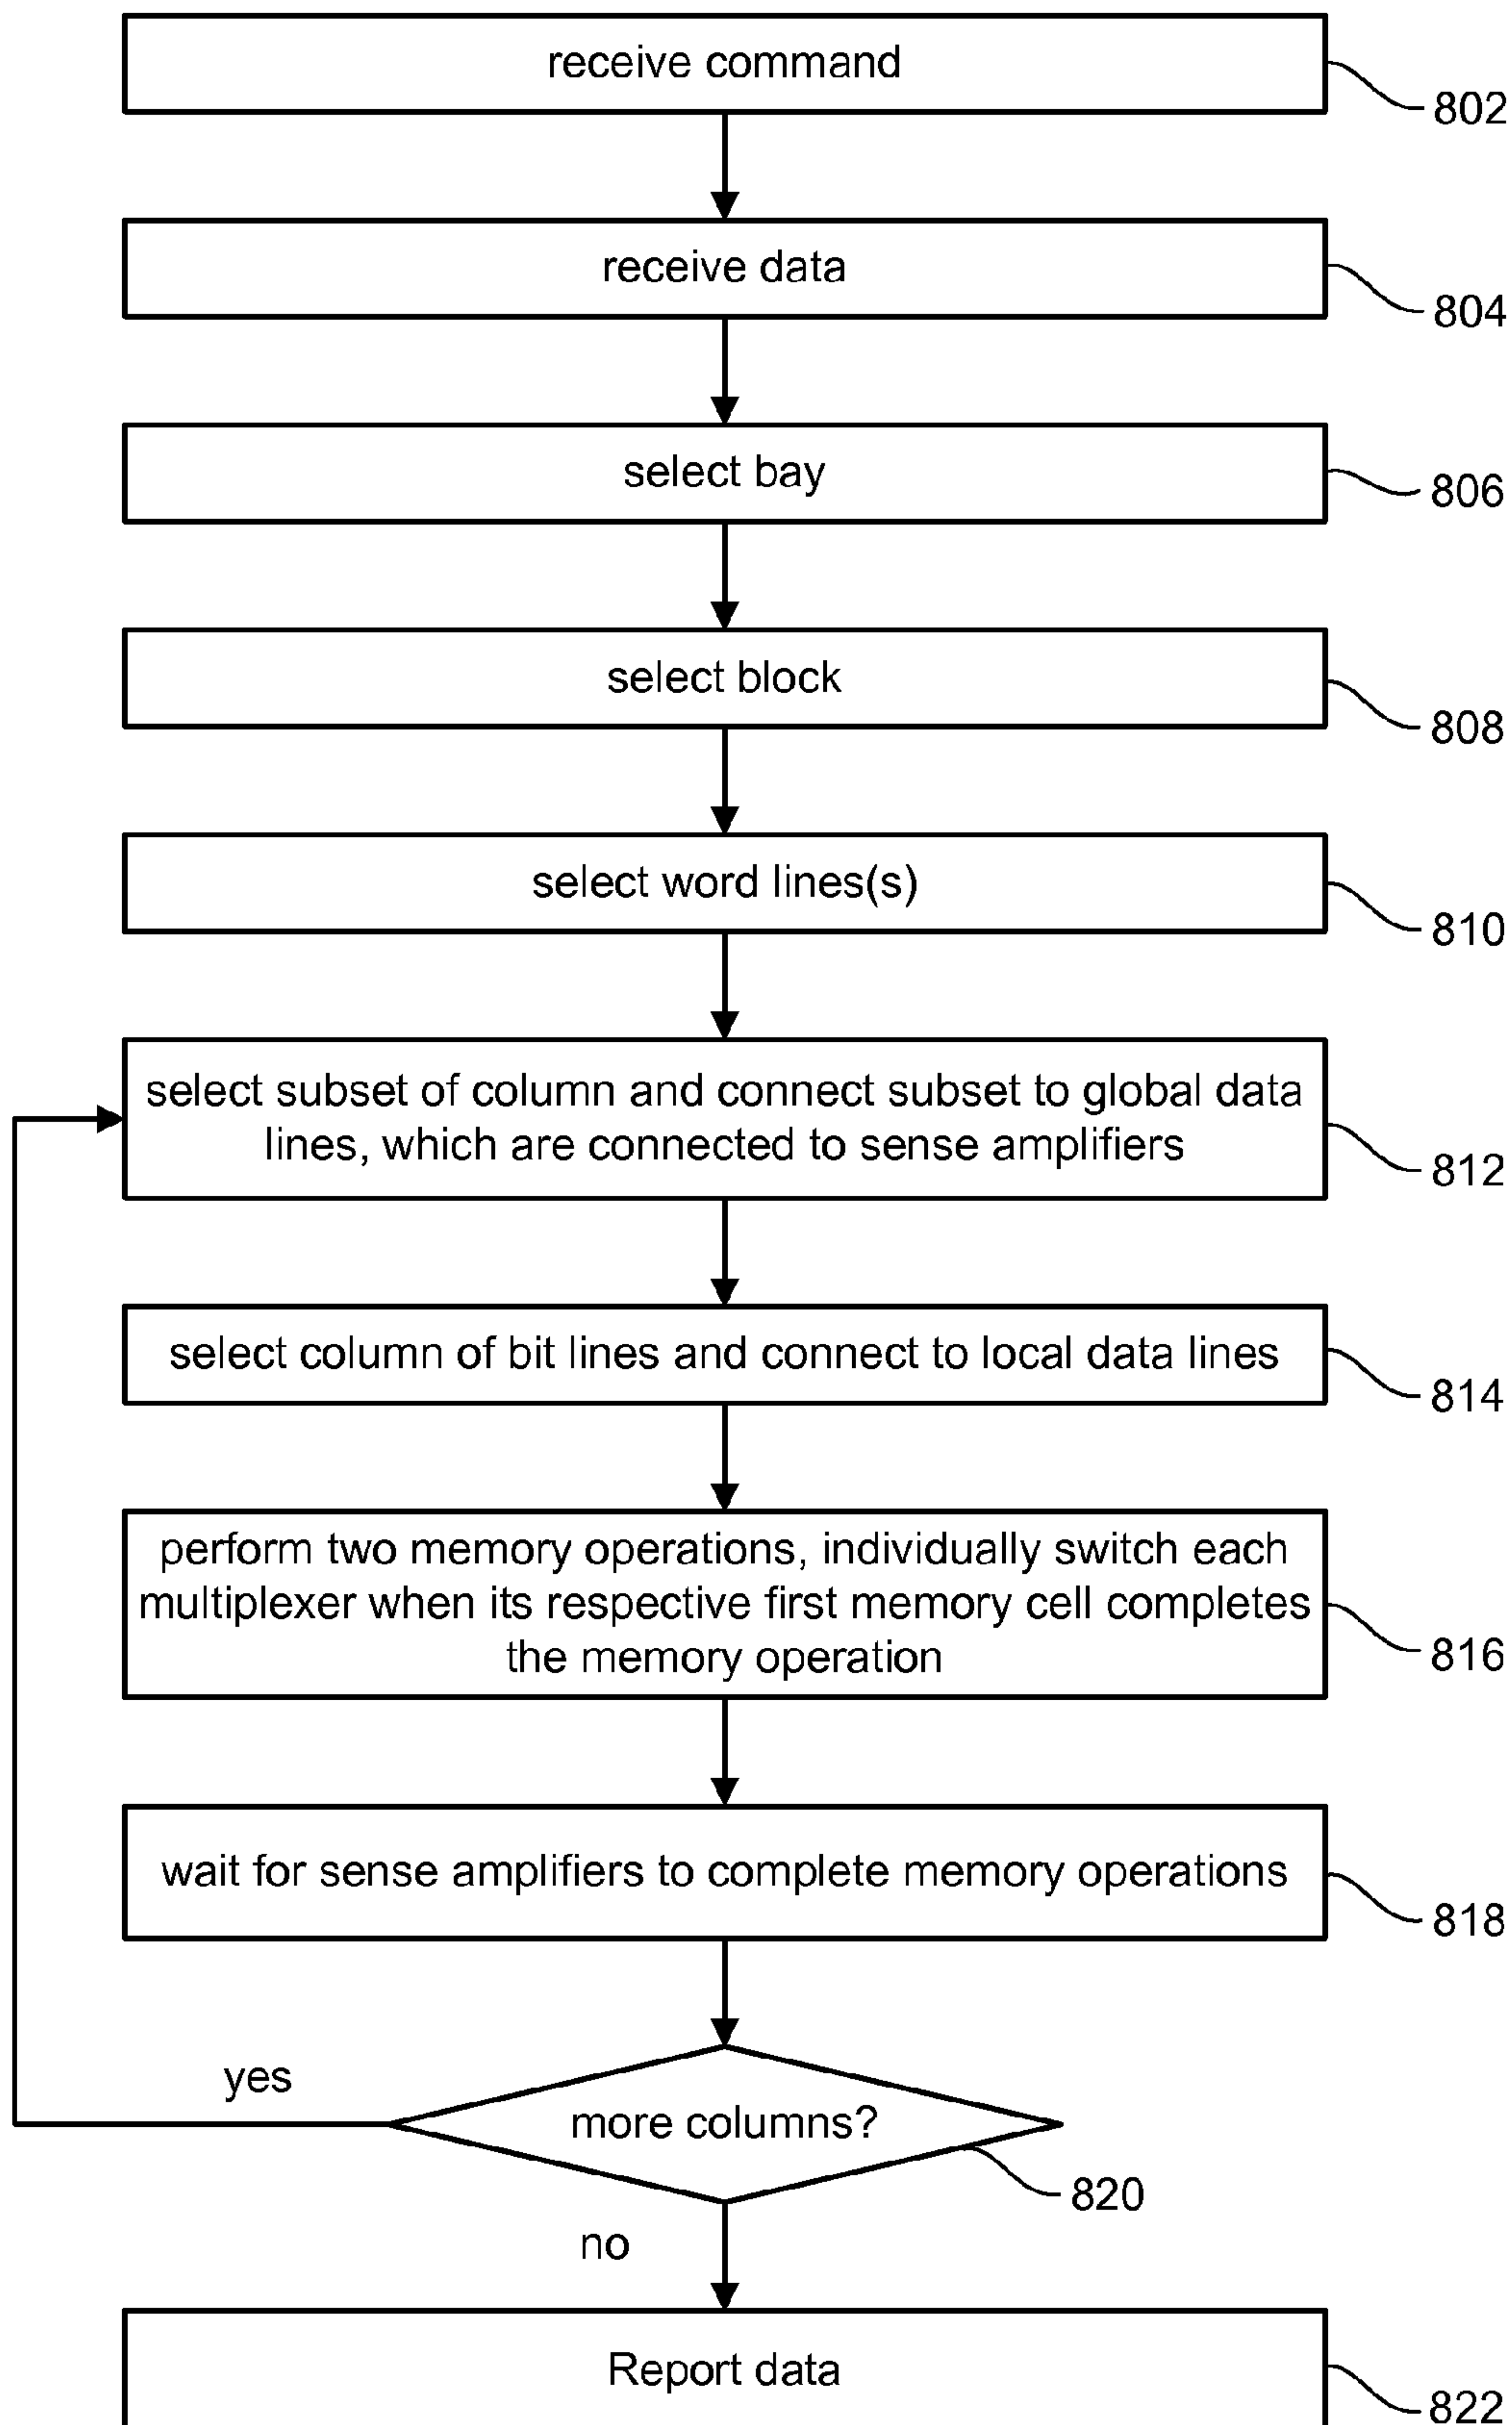 receive command
802
receive data
804
select bay
806
select block
808
select word lines(s)
810
select subset of column and connect subset to global data
lines, which are connected to sense amplifiers
812
select column of bit lines and connect to local data lines
814
perform two memory operations, individually switch each
multiplexer when its respective first memory cell completes
the memory operation
816
wait for sense amplifiers to complete memory operations
818
yes
more columns?
820
no
Report data
822